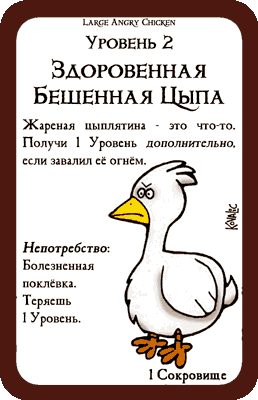 Large Angry Chicken
Уровень 2
Здоровенная
Бешенная Цыпа
Жареная цыплятина - это что-то.
Получи 1 Уровень дополнительно,
если завалил её огнём.
Непотребство:
Болезненная
поклёвка.
Теряешь
1 Уровень.
Kovalic
1 Сокровище